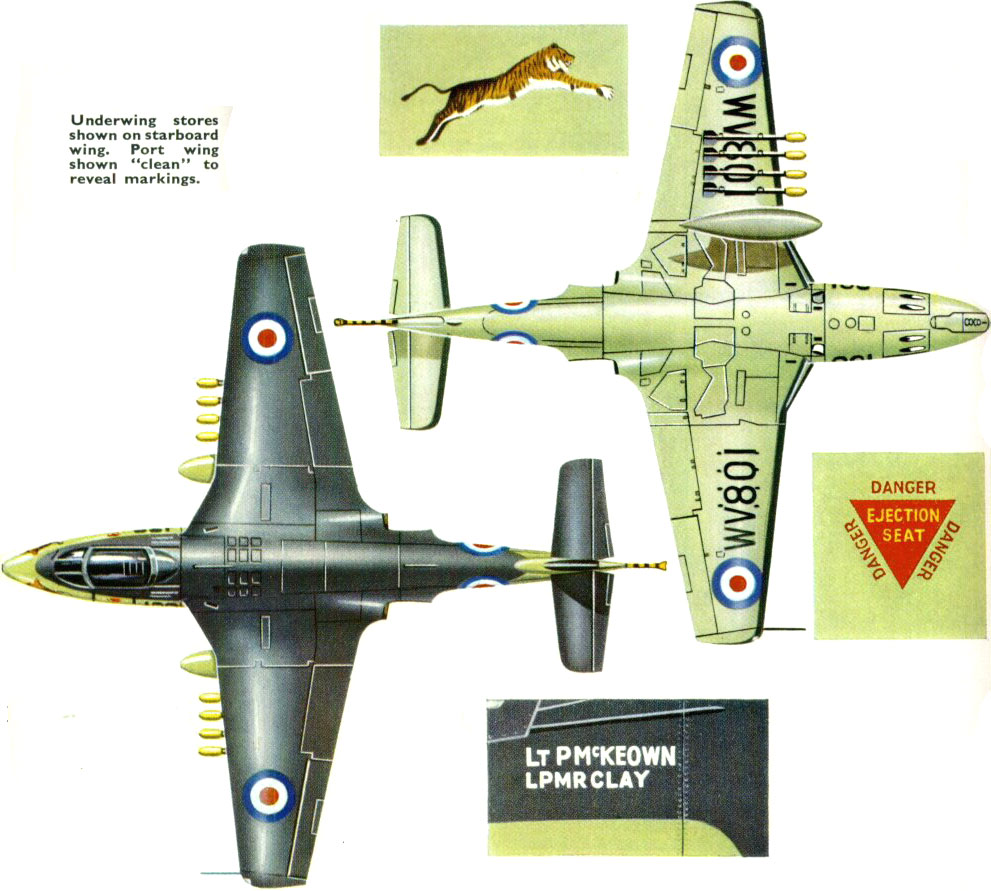 Underwing stores
shown on starboard
wing. Port wing
shown "clean" to
reveal markings.
WV801
WV801
DANGER
EJECTION
SEAT
DANGER
DANGER
LT P McKEOWN
LPMR CLAY